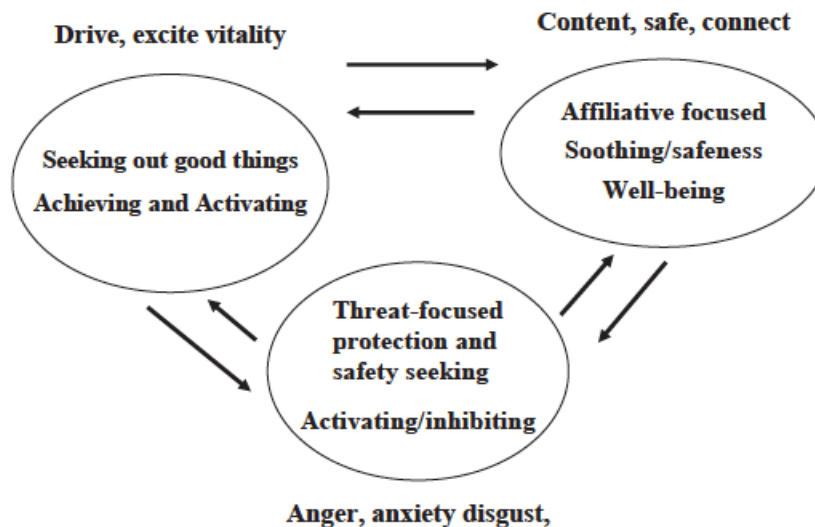 Drive, excite vitality
Content, safe, connect
Seeking out good things
Achieving and Activating
Affiliative focused
Soothing/safeness
Well-being
Threat-focused
protection and
safety seeking
Activating/inhibiting
Anger, anxiety disgust,